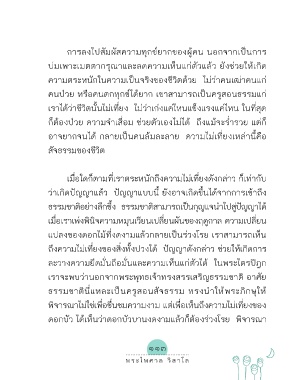 การลงไปสัมผัสความทุกข์ยากของผู้คน นอกจากเป็นการ
บ่มเพาะเมตตากรุณาและลดความเห็นแก่ตัวแล้ว ยังช่วยให้เกิด
ความตระหนักในความเป็นจริงของชีวิตด้วย ไม่ว่าคนเฒ่าคนแก่
คนป่วย หรือคนตกทุกข์ได้ยาก เขาสามารถเป็นครูสอนธรรมแก่
เราได้ว่าชีวิตนั้นไม่เที่ยง ไม่ว่าเก่งแค่ไหนแข็งแรงแค่ไหน ในที่สุด
ก็ต้องป่วย ความจำเสื่อม ช่วยตัวเองไม่ได้ ถึงแม้จะร่ำรวย แต่ก็
อาจยากจนได้ กลายเป็นคนล้มละลาย ความไม่เที่ยงเหล่านี้คือ
สัจธรรมของชีวิต
เมื่อใดก็ตามที่เราตระหนักถึงความไม่เที่ยงดังกล่าว ก็เท่ากับ
ว่าเกิดปัญญาแล้ว ปัญญาแบบนี้ ยังอาจเกิดขึ้นได้จากการเข้าถึง
ธรรมชาติอย่างลึกซึ้ง ธรรมชาติสามารถเป็นกุญแจนำไปสู่ปัญญาได้
เมื่อเราเพ่งพินิจความหมุนเวียนเปลี่ยนผันของฤดูกาล ความเปลี่ยน
แปลงของดอกไม้ที่งดงามแล้วกลายเป็นร่วงโรย เราสามารถเห็น
ถึงความไม่เที่ยงของสิ่งทั้งปวงได้ ปัญญาดังกล่าว ช่วยให้เกิดการ
ละวางความยึดมั่นถือมั่นและความเห็นแก่ตัวได้ ในพระไตรปิฎก
เราจะพบว่านอกจากพระพุทธเจ้าทรงสรรเสริญธรรมชาติ อาศัย
ธรรมชาติแล้ว ทรงนำให้พระภิกษุให้
พิจารณาไม่ใช่เพื่อชื่นชมความงาม แต่เพื่อเห็นถึงความไม่เที่ยงของ
ดอกบัว ได้เห็นว่าดอกบัวบานงดงามแล้วก็ต้องร่วงโรย พิจารณา
๑๑๓
พระไพศาล วิสาโล